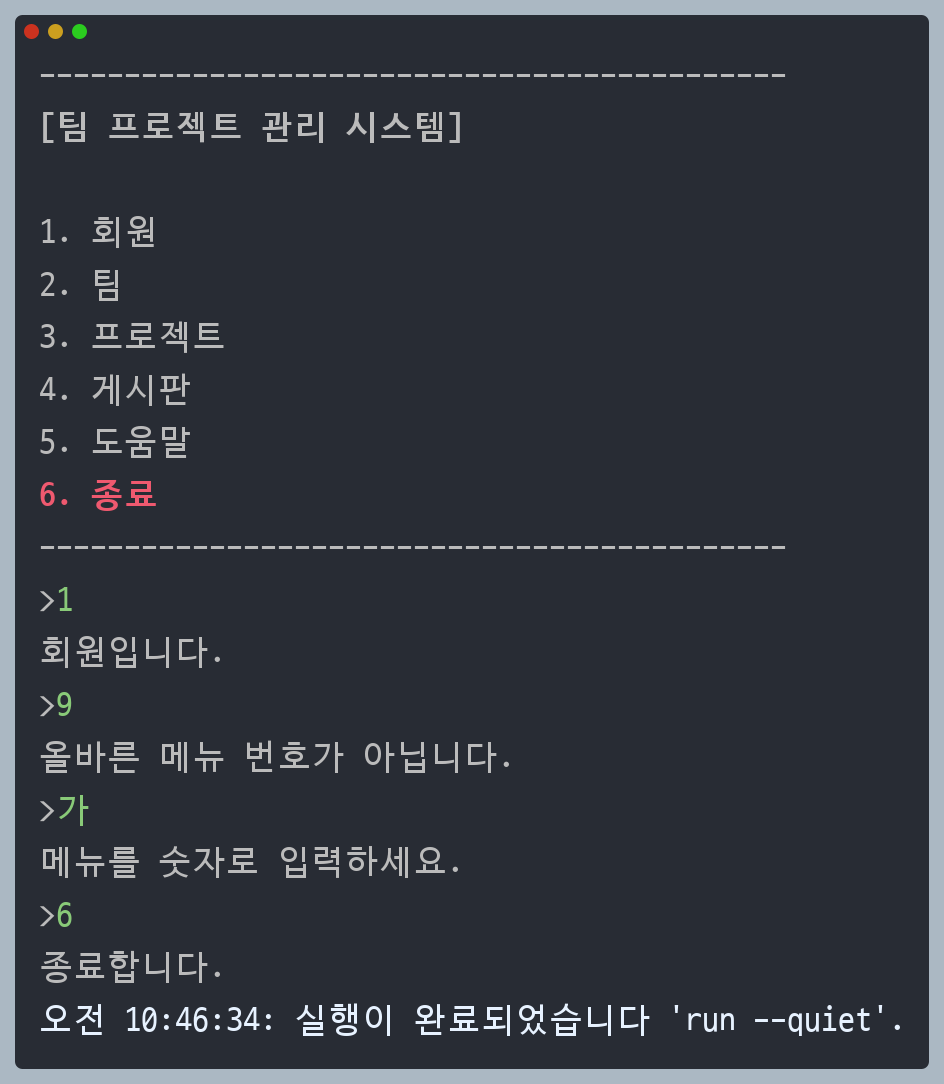 --------------------------------------------
[팀 프로젝트 관리 시스템]
1. 회원
2. 팀
3. 프로젝트
4. 게시판
5. 도움말
6. 종료
--------------------------------------------
>1
회원입니다.
>9
올바른 메뉴 번호가 아닙니다.
>가
메뉴를 숫자로 입력하세요.
>6
종료합니다.
오전 10:46:34: 실행이 완료되었습니다 'run --quiet'.